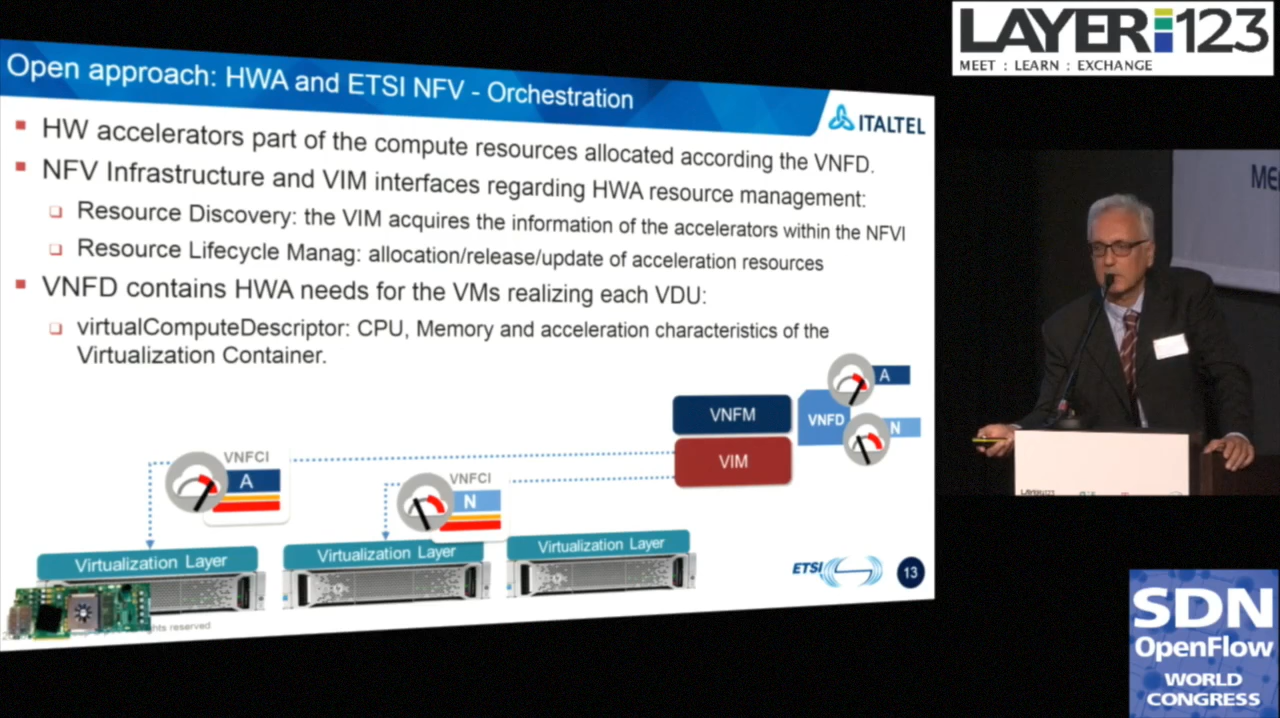 Open approach: HWA and ETSI NFV - Orchestration
ITALTEL
HW accelerators part of the compute resources allocated according the VNFD.
NFV Infrastructure and VIM interfaces regarding HWA resource management:
Resource Discovery: the VIM acquires the information of the accelerators within the NFVI
Resource Lifecycle Manag: allocation/release/update of acceleration resources
VNFD contains HWA needs for the VMs realizing each VDU:
virtualComputeDescriptor: CPU, Memory and acceleration characteristics of the
Virtualization Container.
A
VNFM
VNFD
N
VIM
VNFCI
A
VNFCI
N
Virtualization Layer
Virtualization Layer
Virtualization Layer
ETSI
13
reserved
LAYER123
MEET : LEARN : EXCHANGE
SDN
OpenFlow
WORLD
CONGRESS